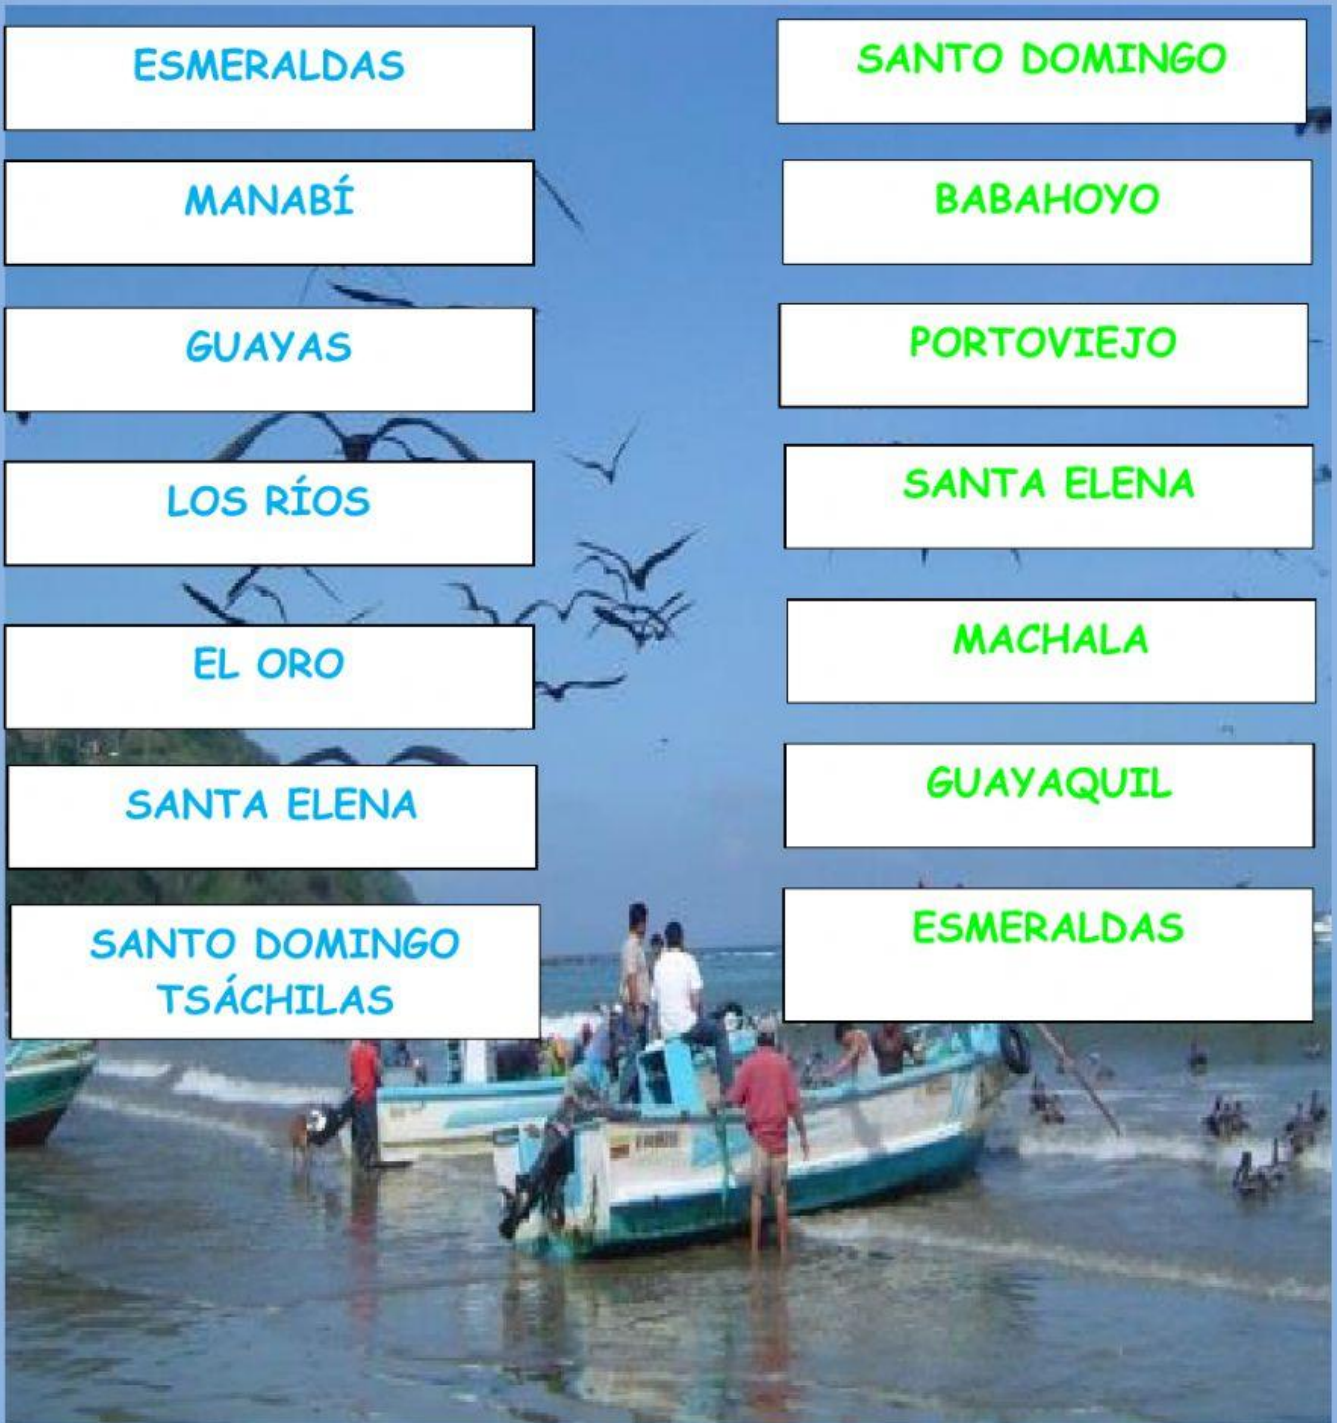 ESMERALDAS
SANTO DOMINGO
MANABÍ
BABAHOYO
GUAYAS
PORTOVIEJO
LOS RÍOS
SANTA ELENA
EL ORO
MACHALA
SANTA ELENA
GUAYAQUIL
SANTO DOMINGO
TSÁCHILAS
ESMERALDAS